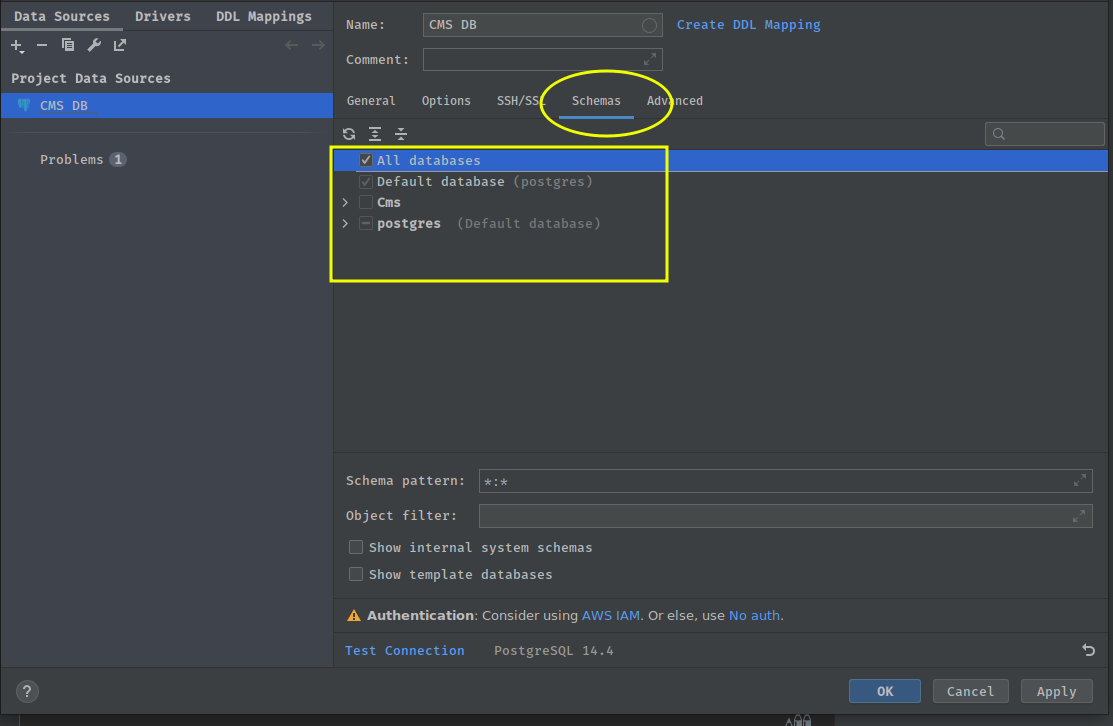 Data Sources Drivers DDL Mappings
Project Data Sources
CMS DB
Problems 1
Name: CMS DB Create DDL Mapping
Comment:
General Options SSH/SSL Schemas Advanced
All databases
Default database (postgres)
Cms
postgres (Default database)
Schema pattern: *:*
Object filter:
Show internal system schemas
Show template databases
Authentication: Consider using AWS IAM. Or else, use No auth.
Test Connection PostgreSQL 14.4
? OK Cancel Apply